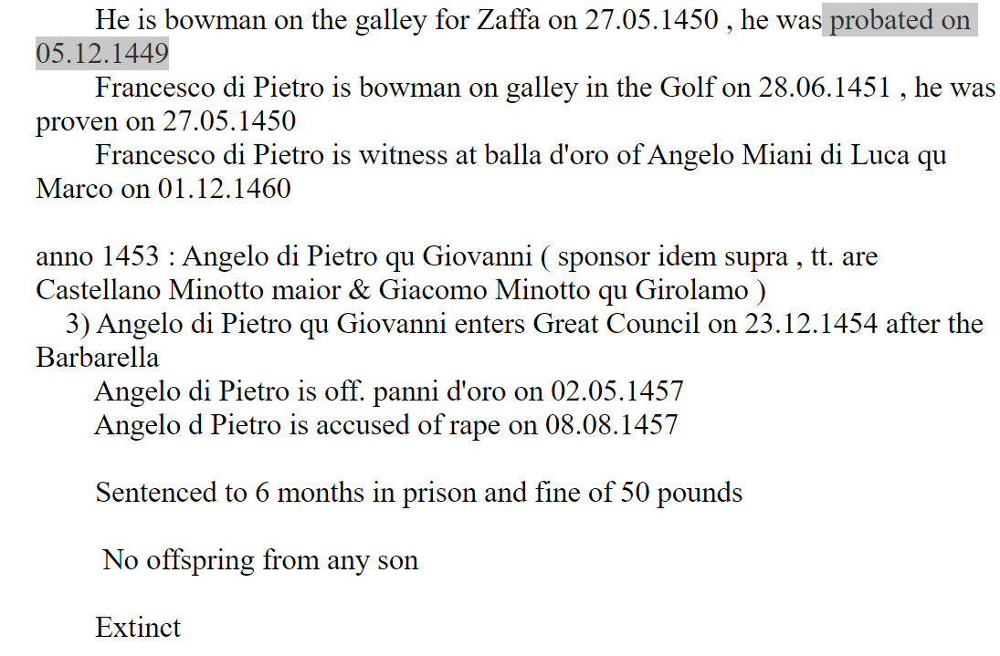 He is bowman on the galley for Zaffa on 27.05.1450 , he was probated on
05.12.1449
Francesco di Pietro is bowman on galley in the Golf on 28.06.1451 , he was
proven on 27.05.1450
Francesco di Pietro is witness at balla d'oro of Angelo Miani di Luca qu
Marco on 01.12.1460
anno 1453 : Angelo di Pietro qu Giovanni ( sponsor idem supra , tt. are
Castellano Minotto maior & Giacomo Minotto qu Girolamo )
3) Angelo di Pietro qu Giovanni enters Great Council on 23.12.1454 after the
Barbarella
Angelo di Pietro is off. panni d'oro on 02.05.1457
Angelo d Pietro is accused of rape on 08.08.1457
Sentenced to 6 months in prison and fine of 50 pounds
No offspring from any son
Extinct